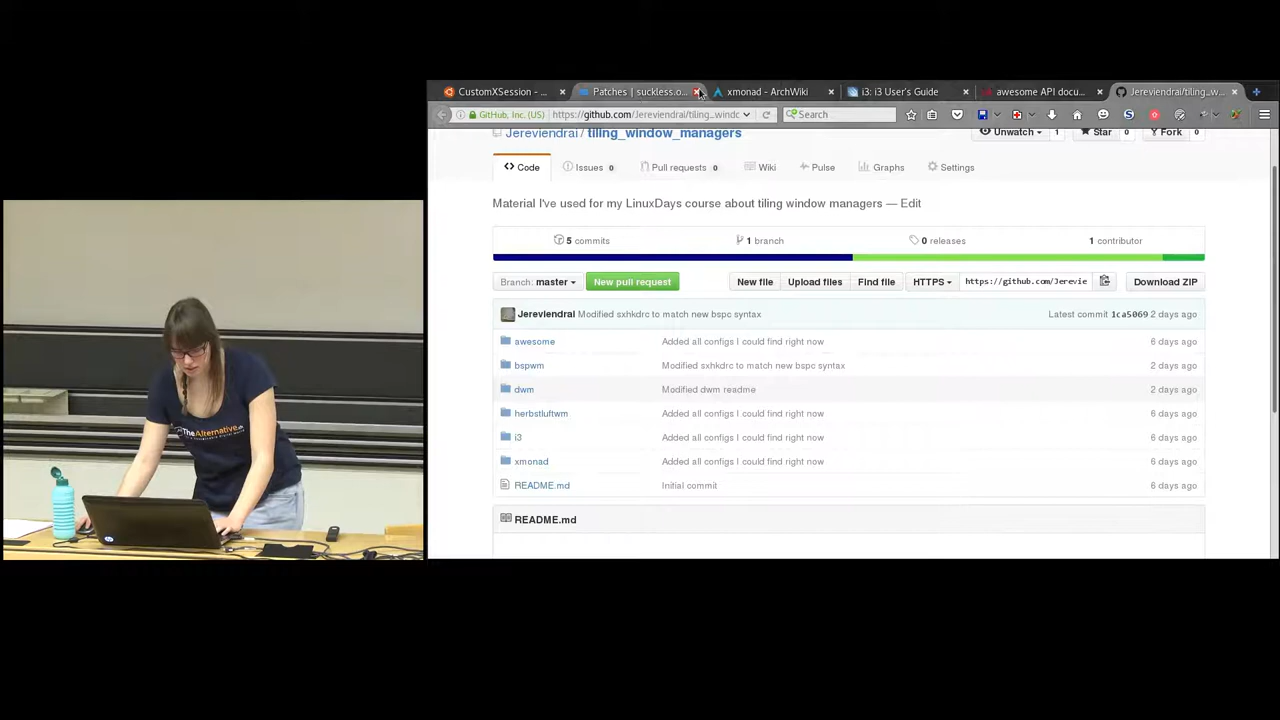 CustomXSession - ...
Patches | suckless.o...
xmonad - ArchWiki
i3: i3 User's Guide
awesome API docu...
Jereviendrai/tiling_w...
GitHub, Inc. (US)
https://github.com/Jereviendrai/tiling_windc
Search
Jereviendrai / tiling_window_managers
Unwatch 1
Star 0
Fork 0
Code
Issues 0
Pull requests 0
Wiki
Pulse
Graphs
Settings
Material I've used for my LinuxDays course about tiling window managers — Edit
5 commits
1 branch
0 releases
1 contributor
Branch: master
New pull request
New file
Upload files
Find file
HTTPS
https://github.com/Jerevie
Download ZIP
Jereviendrai Modified sxhkdrc to match new bspc syntax
Latest commit 1ca5069 2 days ago
awesome Added all configs I could find right now 6 days ago
bspwm Modified sxhkdrc to match new bspc syntax 2 days ago
dwm Modified dwm readme 2 days ago
herbstluftwm Added all configs I could find right now 6 days ago
i3 Added all configs I could find right now 6 days ago
xmonad Added all configs I could find right now 6 days ago
README.md Initial commit 6 days ago
README.md
TheAlternative
hp